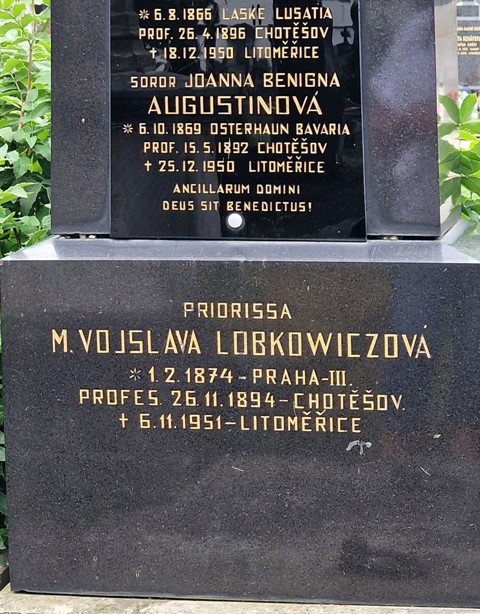 * 6.8.1866 LASKE LUSATIA
PROF. 26.4.1896 CHOTĚŠOV
† 18.12.1950 LITOMĚŘICE
SOROR JOANNA BENIGNA
AUGUSTINOVÁ
* 6.10.1869 OSTERHAUN BAVARIA
PROF. 15.5.1892 CHOTĚŠOV
† 25.12.1950 LITOMĚŘICE
ANCILLARUM DOMINI
DEUS SIT BENEDICTUS!
PRIORISSA
M. VOJSLAVA LOBKOWICZOVÁ
* 1.2.1874-PRAHA-III.
PROFES. 26.11.1894-CHOTĚŠOV.
† 6.11.1951-LITOMĚŘICE